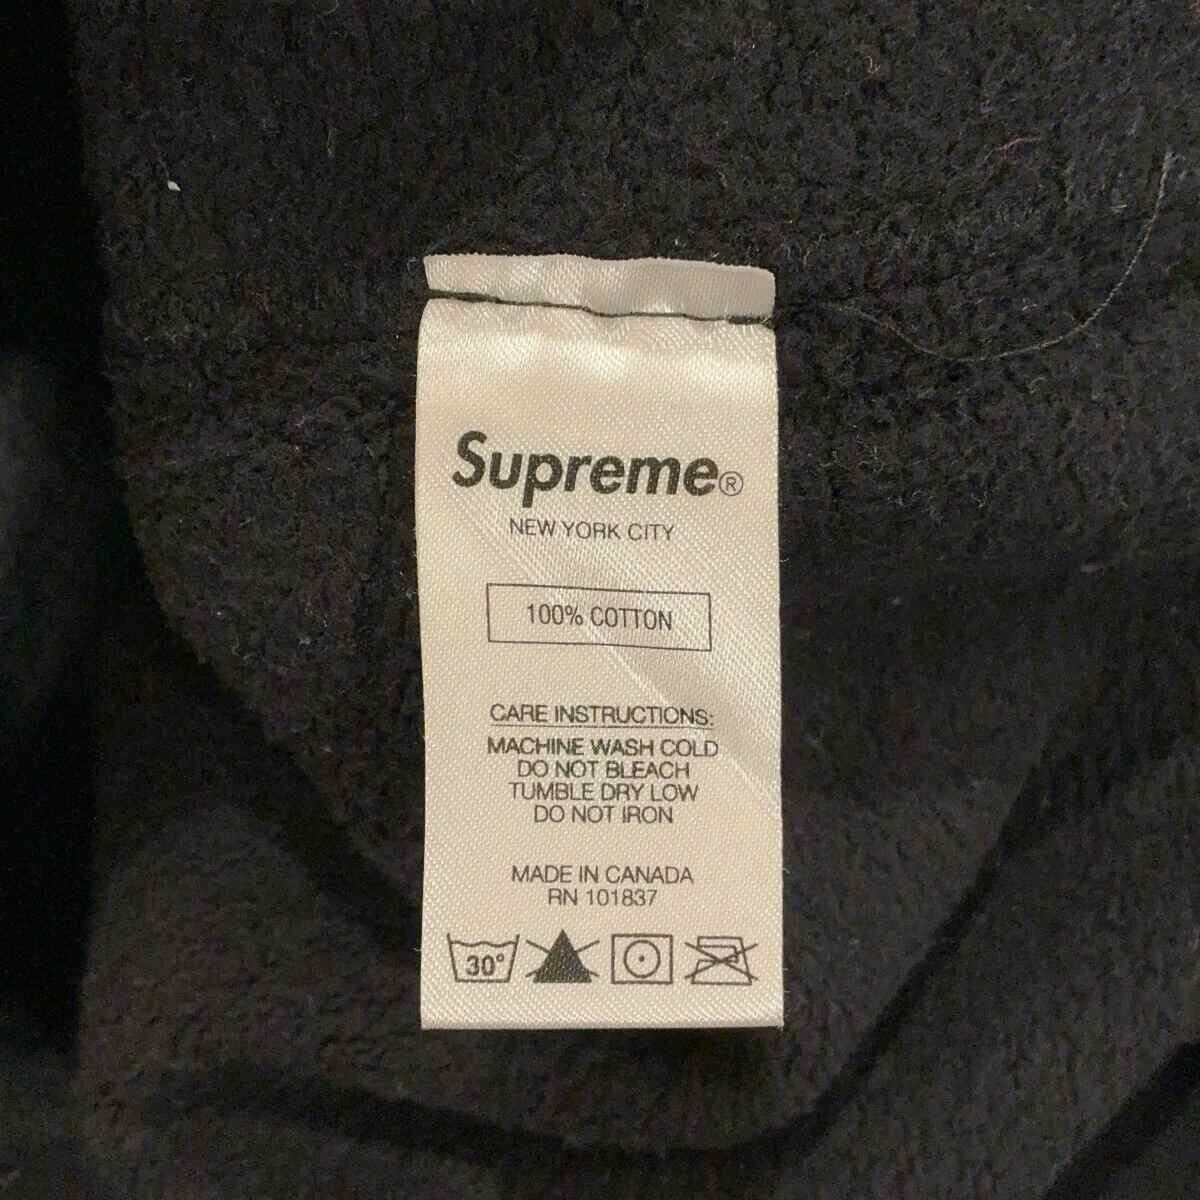 Supreme®
NEW YORK CITY
100% COTTON
CARE INSTRUCTIONS:
MACHINE WASH COLD
DO NOT BLEACH
TUMBLE DRY LOW
DO NOT IRON
MADE IN CANADA
RN 101837
30°